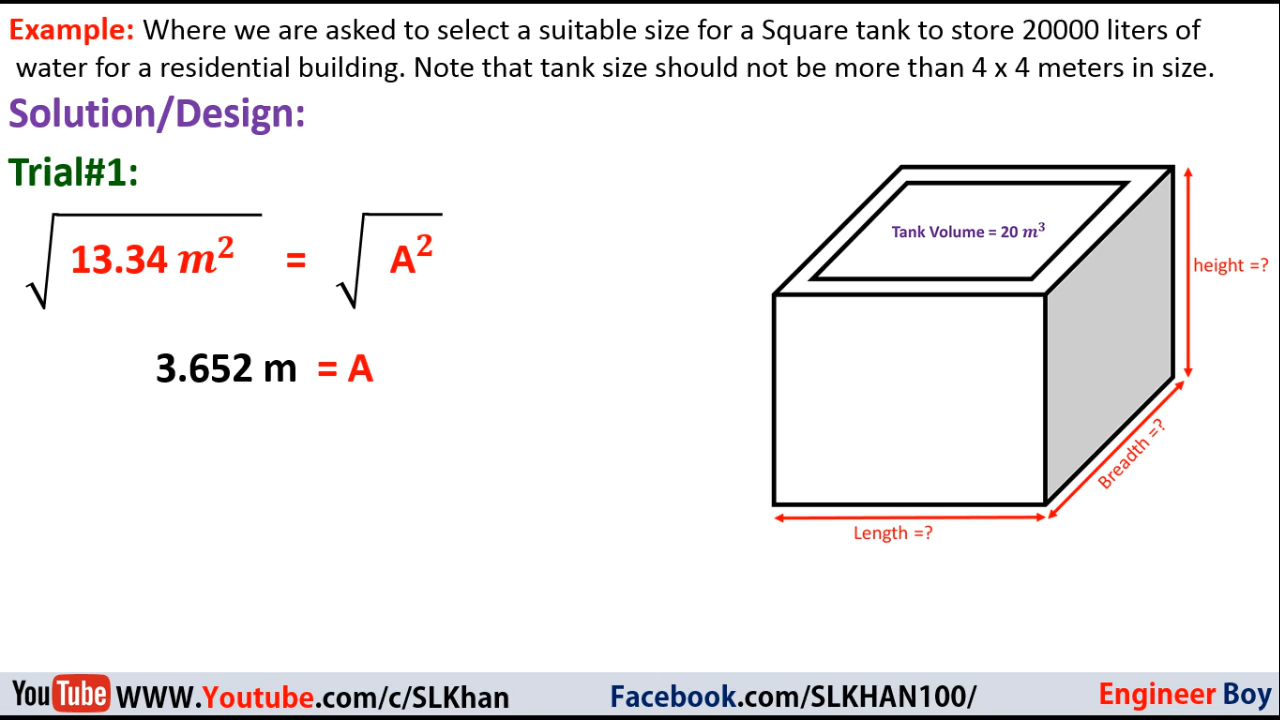 Example: Where we are asked to select a suitable size for a Square tank to store 20000 liters of
water for a residential building. Note that tank size should not be more than 4 x 4 meters in size.
Solution/Design:
Trial#1:
√13.34 m² = √A²
3.652 m = A
Tank Volume = 20 m³
height =?
Breadth =?
Length =?
YouTube WWW.Youtube.com/c/SLKhan Facebook.com/SLKHAN100/ Engineer Boy